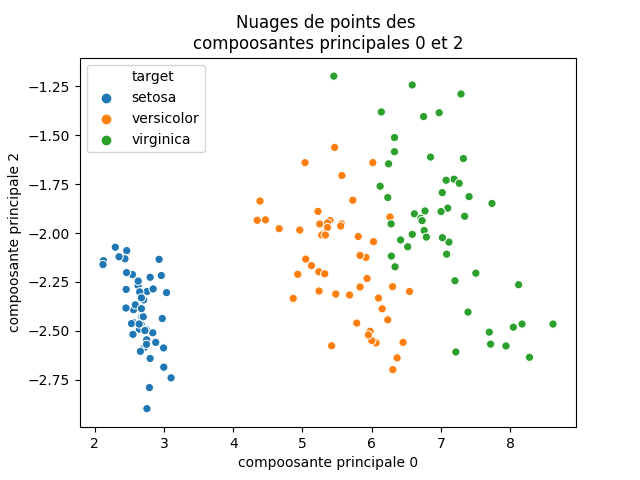 Nuages de points des
compoosantes principales 0 et 2
target
setosa
versicolor
virginica
−1.25
−1.50
−1.75
−2.00
−2.25
−2.50
−2.75
compoosante principale 2
2
3
4
5
6
7
8
compoosante principale 0